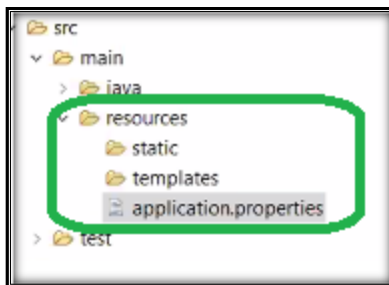 src
main
java
resources
static
templates
application.properties
test